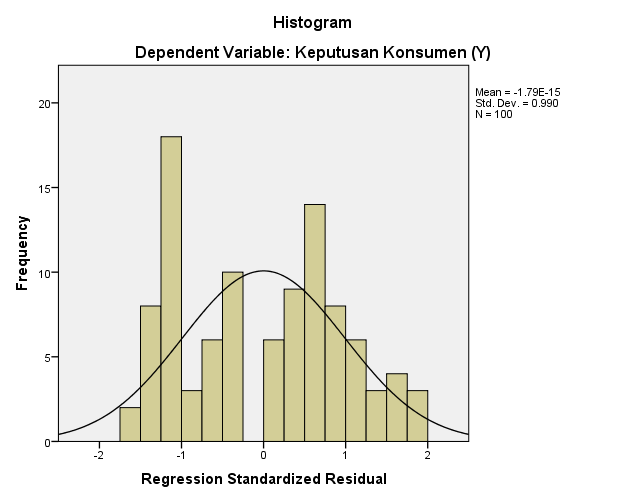 Histogram
Dependent Variable: Keputusan Konsumen (Y)
Mean = -1.79E-15
Std. Dev. = 0.990
N = 100
Frequency
20
15
10
5
0
-2 -1 0 1 2
Regression Standardized Residual